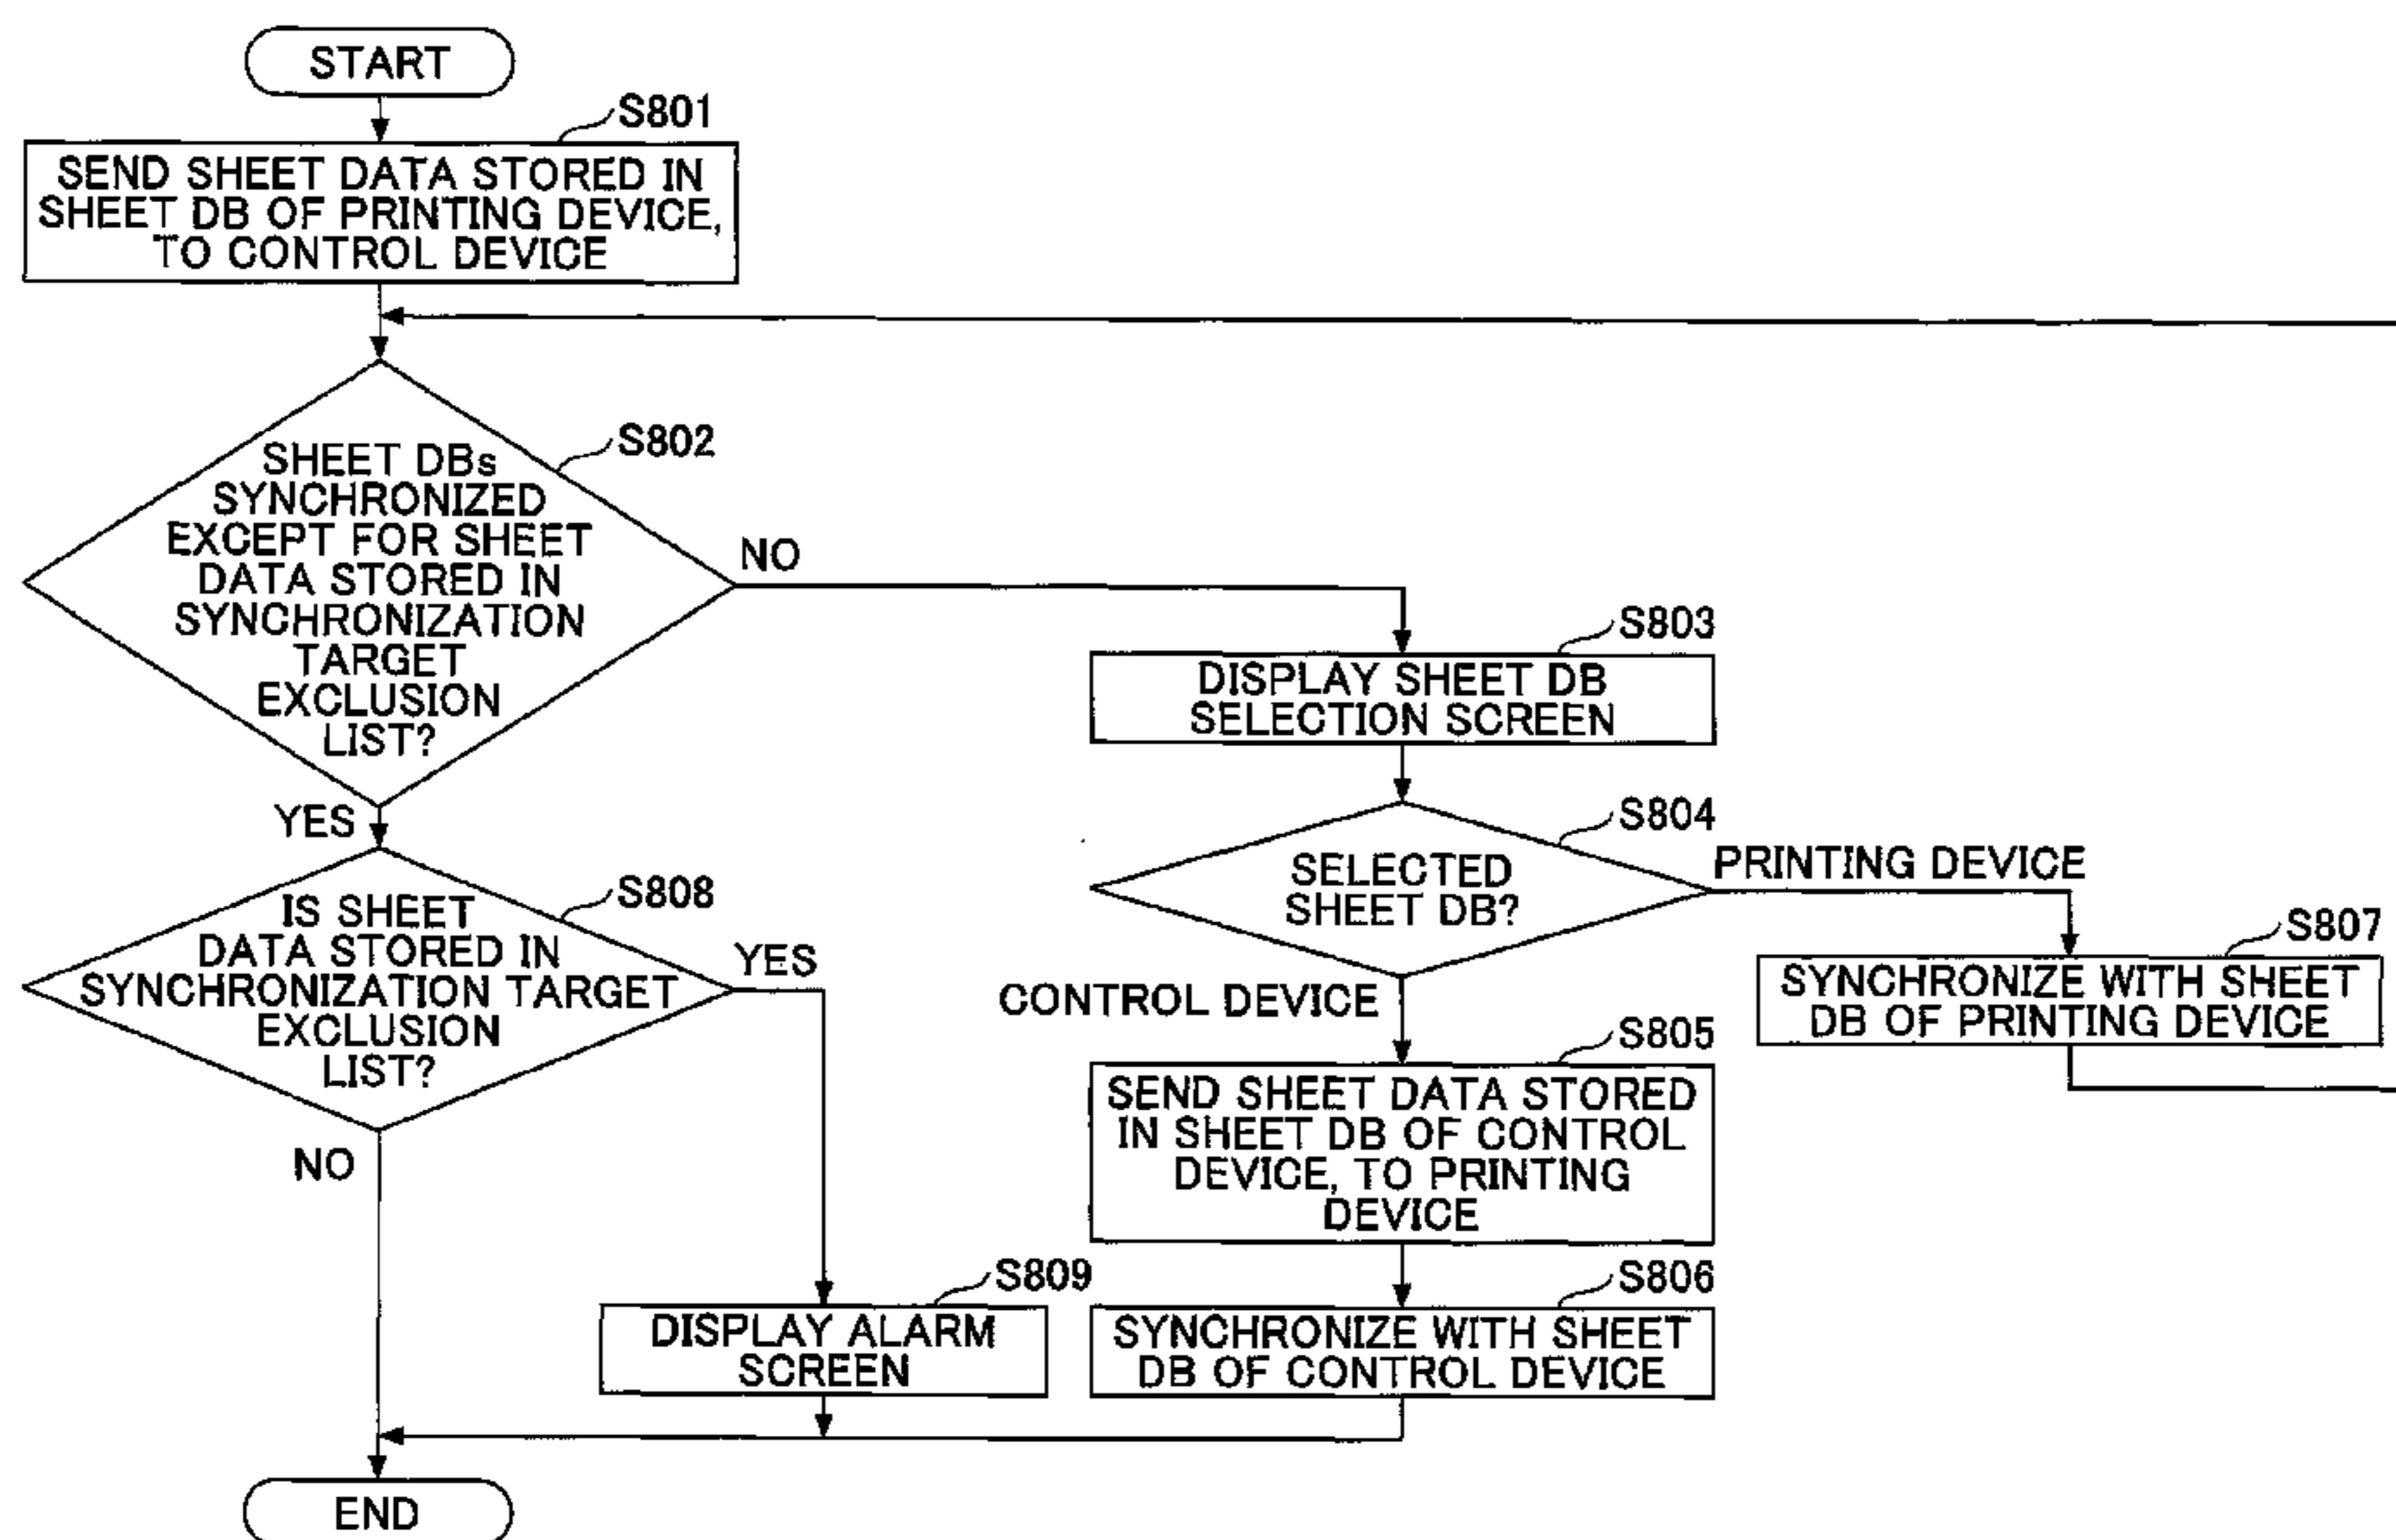 START
S801
SEND SHEET DATA STORED IN
SHEET DB OF PRINTING DEVICE,
TO CONTROL DEVICE
S802
SHEET DBs
SYNCHRONIZED
EXCEPT FOR SHEET
DATA STORED IN
SYNCHRONIZATION
TARGET
EXCLUSION
LIST?
NO
YES
S803
DISPLAY SHEET DB
SELECTION SCREEN
S804
SELECTED
SHEET DB?
PRINTING DEVICE
CONTROL DEVICE
S807
SYNCHRONIZE WITH SHEET
DB OF PRINTING DEVICE
S805
SEND SHEET DATA STORED
IN SHEET DB OF CONTROL
DEVICE, TO PRINTING
DEVICE
S806
SYNCHRONIZE WITH SHEET
DB OF CONTROL DEVICE
S808
IS SHEET
DATA STORED IN
SYNCHRONIZATION TARGET
EXCLUSION
LIST?
YES
NO
S809
DISPLAY ALARM
SCREEN
END